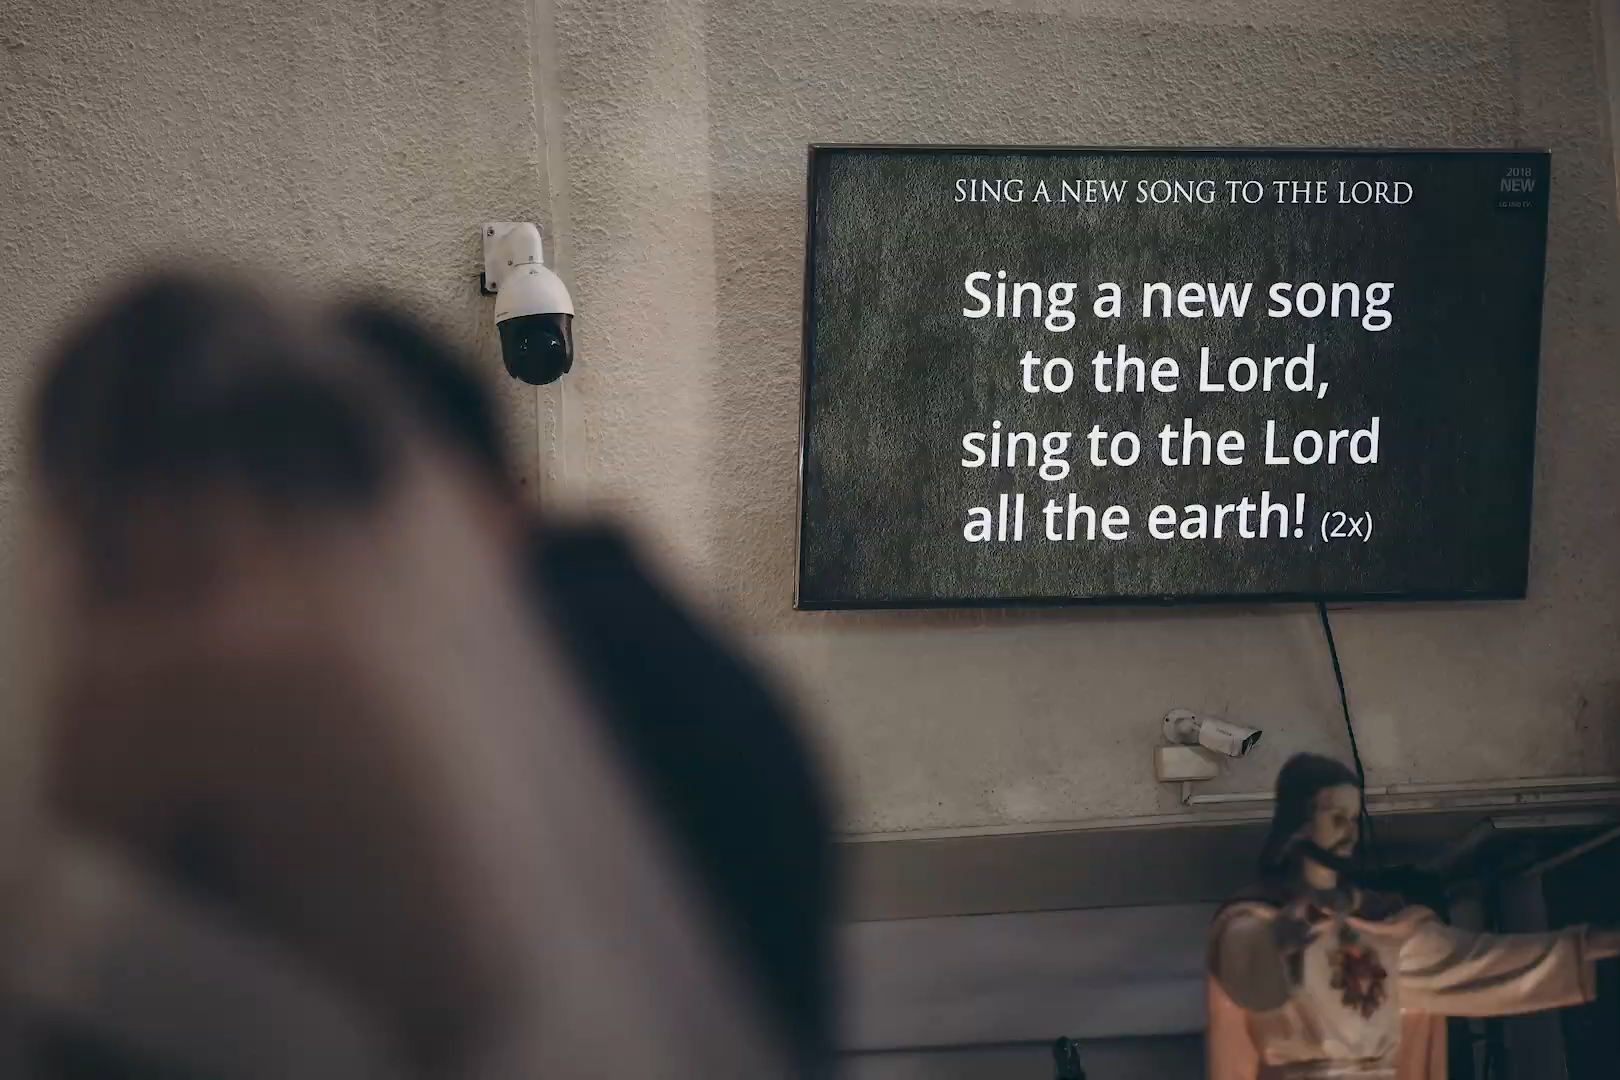 SING A NEW SONG TO THE LORD
2018
NEW
Sing a new song
to the Lord,
sing to the Lord
all the earth! (2x)